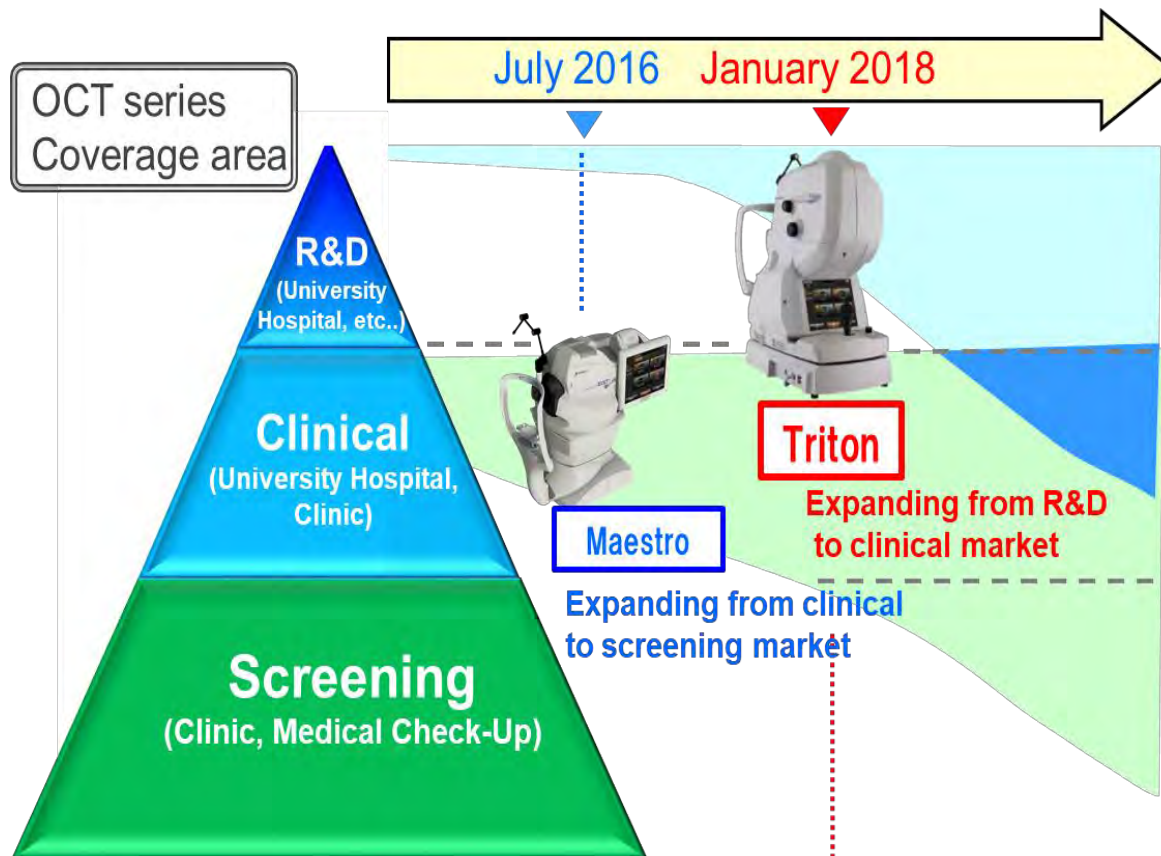 OCT series
Coverage area
July 2016
January 2018
R&D
(University
Hospital, etc..)
Clinical
(University Hospital,
Clinic)
Screening
(Clinic, Medical Check-Up)
Maestro
Expanding from clinical
to screening market
Triton
Expanding from R&D
to clinical market